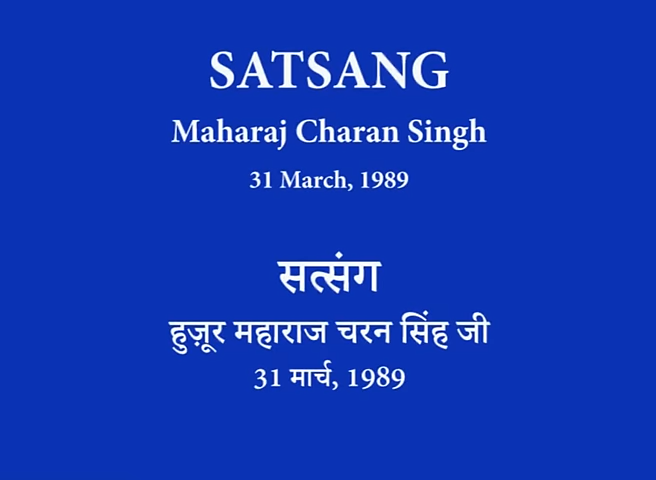 SATSANG
Maharaj Charan Singh
31 March, 1989
सत्संग
हुज़ूर महाराज चरन सिंह जी
31 मार्च, 1989